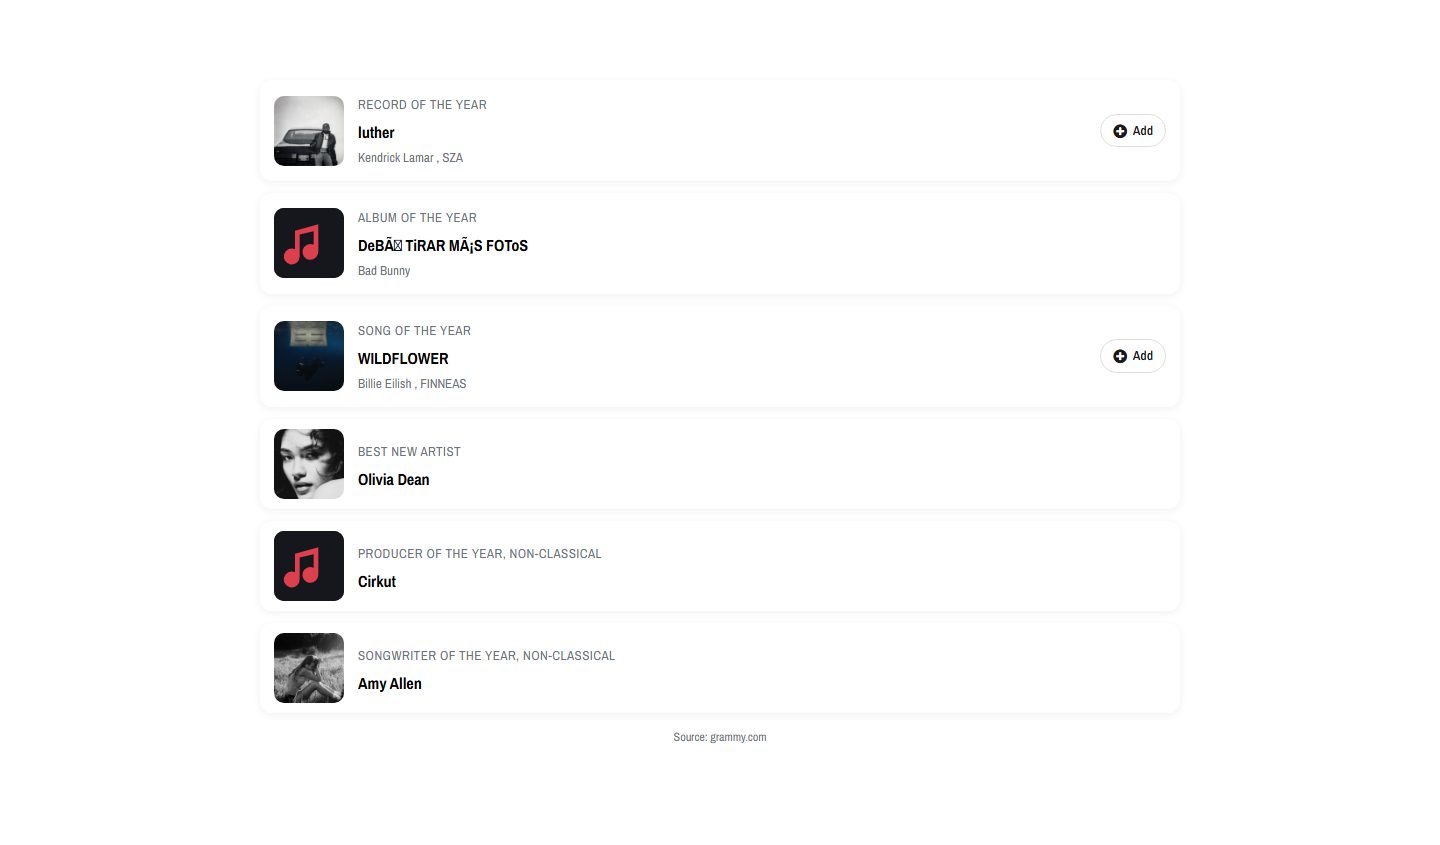 RECORD OF THE YEAR
luther
Kendrick Lamar , SZA
Add
ALBUM OF THE YEAR
DeBÃ TiRAR MÃ¡S FOToS
Bad Bunny
SONG OF THE YEAR
WILDFLOWER
Billie Eilish , FINNEAS
Add
BEST NEW ARTIST
Olivia Dean
PRODUCER OF THE YEAR, NON-CLASSICAL
Cirkut
SONGWRITER OF THE YEAR, NON-CLASSICAL
Amy Allen
Source: grammy.com